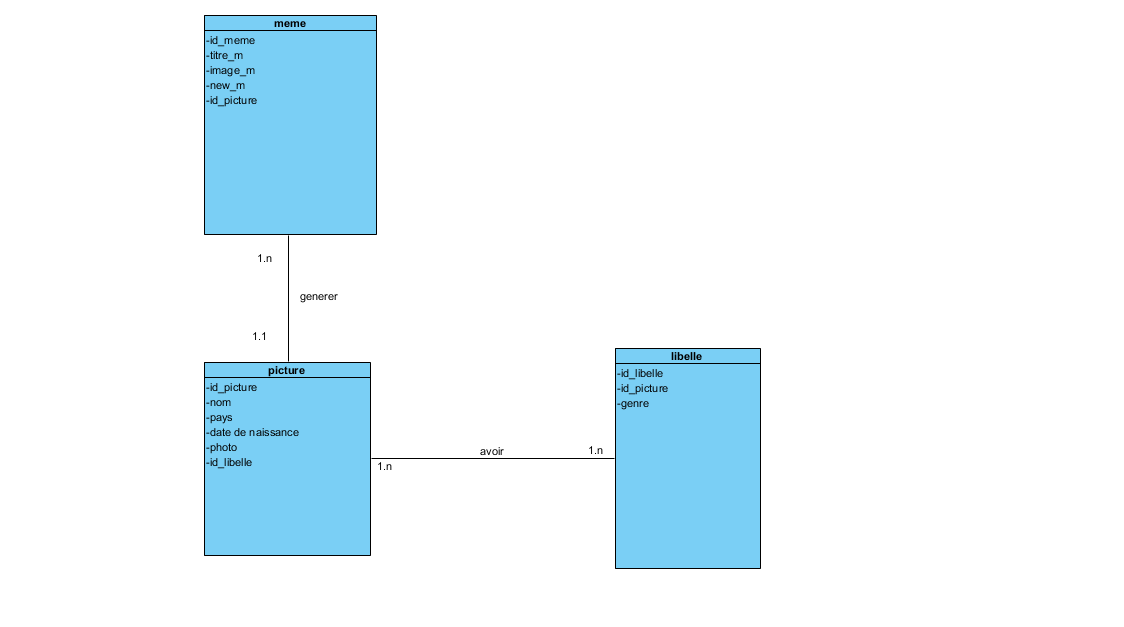 meme
-id_meme
-titre_m
-image_m
-new_m
-id_picture
1.n
generer
1.1
picture
-id_picture
-nom
-pays
-date de naissance
-photo
-id_libelle
avoir
1.n
1.n
libelle
-id_libelle
-id_picture
-genre